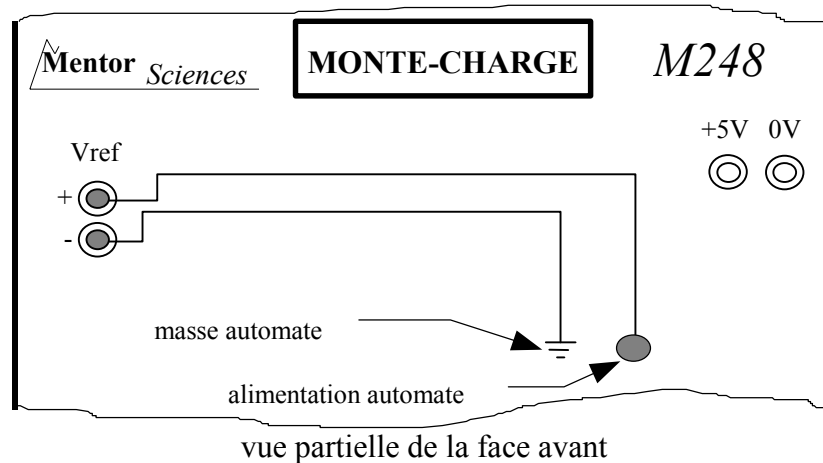 Mentor Sciences
MONTE-CHARGE
M248
+5V 0V
Vref
+
-
masse automate
alimentation automate
vue partielle de la face avant